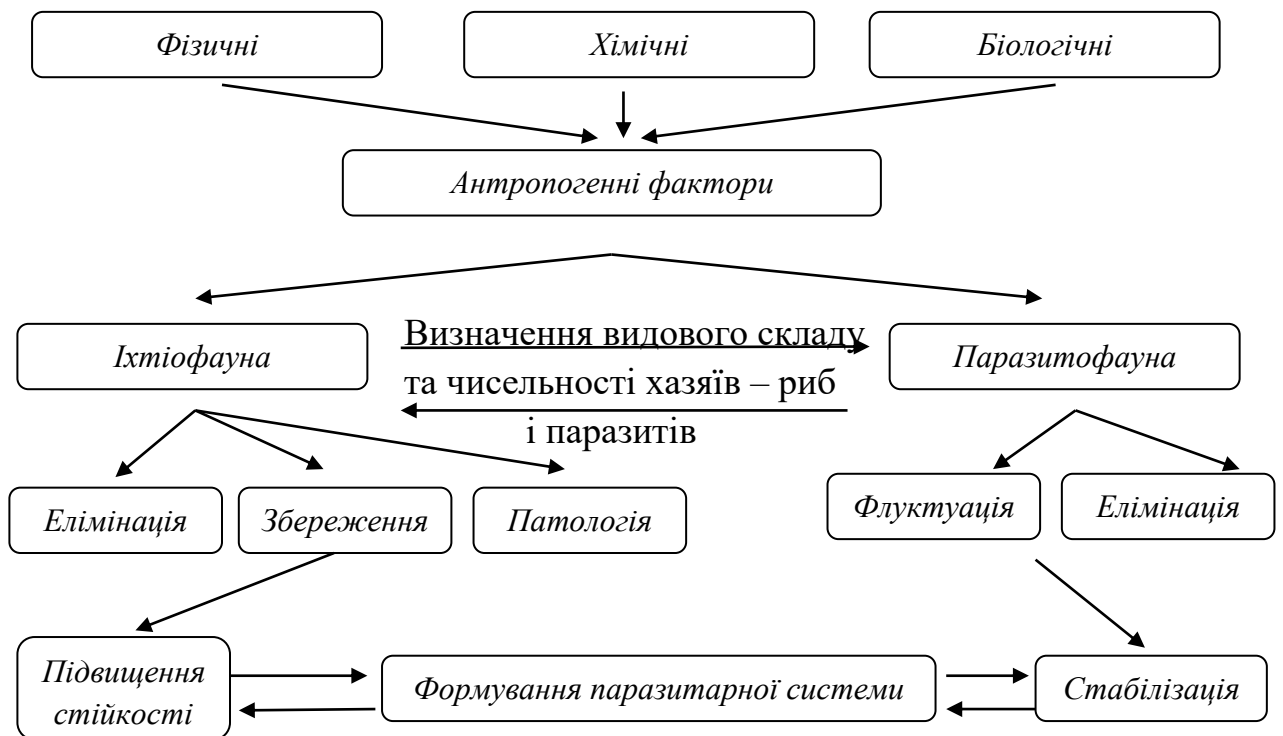 Фізичні
Хімічні
Біологічні
Антропогенні фактори
Іхтіофауна
Визначення видового складу
та чисельності хазяїв – риб
і паразитів
Паразитофауна
Елімінація
Збереження
Патологія
Флуктуація
Елімінація
Підвищення
стійкості
Формування паразитарної системи
Стабілізація